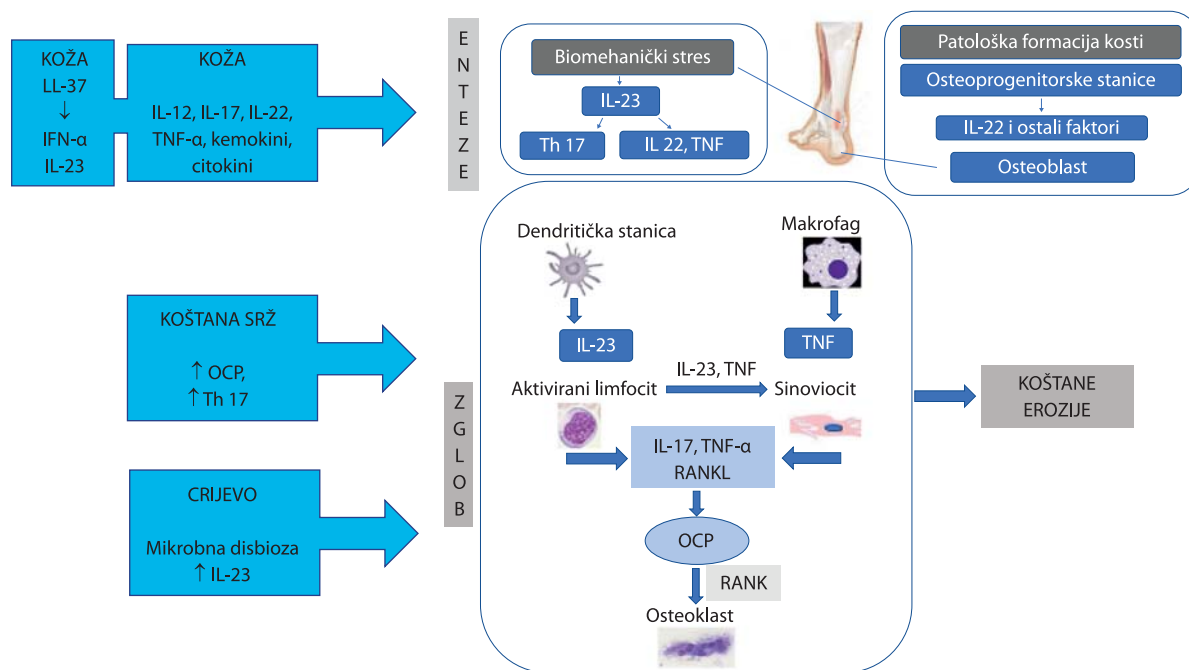 KOŽA
LL-37
↓
IFN-α
IL-23
KOŽA
IL-12, IL-17, IL-22,
TNF-α, kemokini,
citokini
ENTEZE
Biomehanički stres
IL-23
Th 17
IL 22, TNF
Patološka formacija kosti
Osteoprogenitorske stanice
IL-22 i ostali faktori
Osteoblast
KOŠTANA SRŽ
↑ OCP,
↑ Th 17
CRIJEVO
Mikrobna disbioza
↑ IL-23
ZGLOB
Dendritička stanica
Makrofag
IL-23
TNF
IL-23, TNF
Aktivirani limfocit
Sinoviocit
IL-17, TNF-α
RANKL
OCP
RANK
Osteoklast
KOŠTANE
EROZIJE